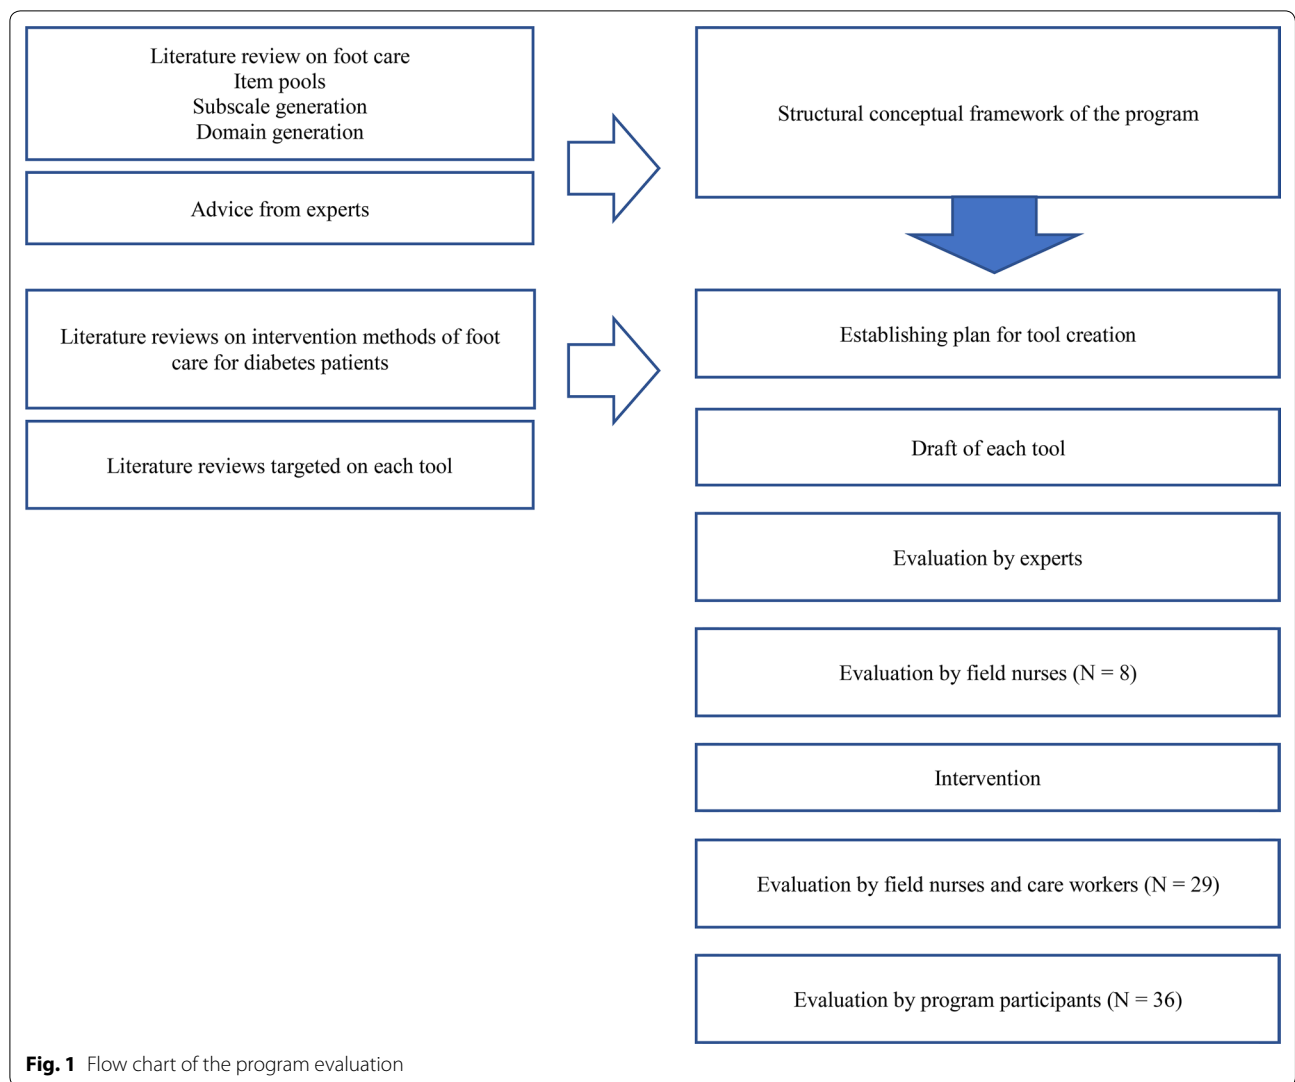 Literature review on foot care
Item pools
Subscale generation
Domain generation
Advice from experts
Structural conceptual framework of the program
Literature reviews on intervention methods of foot
care for diabetes patients
Literature reviews targeted on each tool
Establishing plan for tool creation
Draft of each tool
Evaluation by experts
Evaluation by field nurses (N = 8)
Intervention
Evaluation by field nurses and care workers (N = 29)
Evaluation by program participants (N = 36)
Fig. 1 Flow chart of the program evaluation